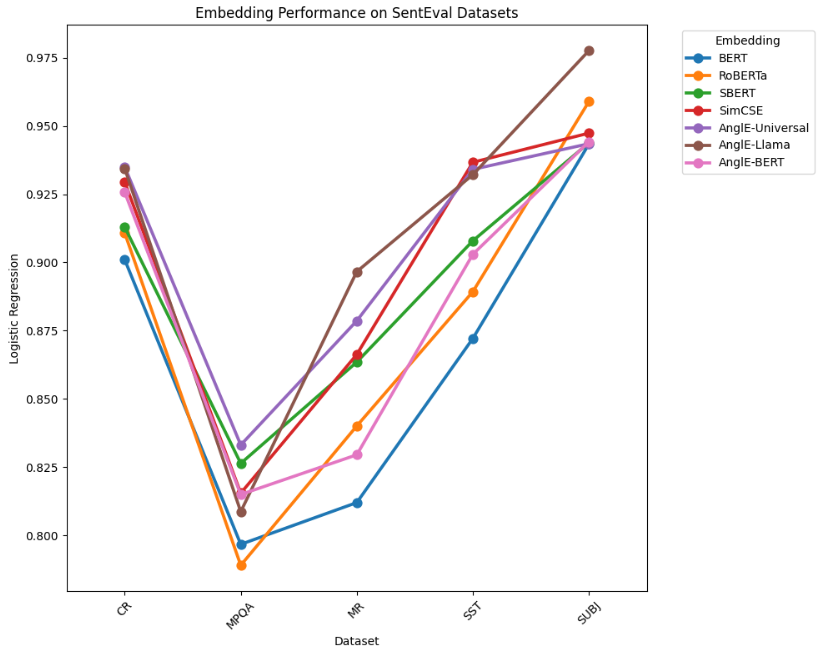 Embedding Performance on SentEval Datasets
Embedding
BERT
RoBERTa
SBERT
SimCSE
AnglE-Universal
AnglE-Llama
AnglE-BERT
Logistic Regression
0.975
0.950
0.925
0.900
0.875
0.850
0.825
0.800
CR
MPQA
MR
SST
SUBJ
Dataset